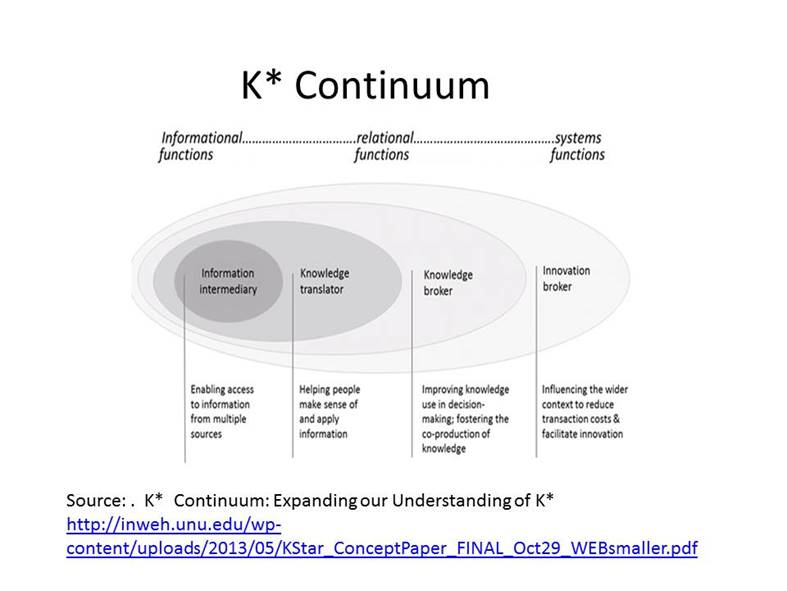 K* Continuum
Informational……………………………….relational…………………………………….….systems
functions functions functions
Information intermediary
Knowledge translator
Knowledge broker
Innovation broker
Enabling access
to information
from multiple
sources
Helping people
make sense of
and apply
information
Improving knowledge
use in decision-
making; fostering the
co-production of
knowledge
Influencing the wider
context to reduce
transaction costs &
facilitate innovation
Source: .  K*  Continuum: Expanding our Understanding of K*
http://inweh.unu.edu/wp-
content/uploads/2013/05/KStar_ConceptPaper_FINAL_Oct29_WEBsmaller.pdf